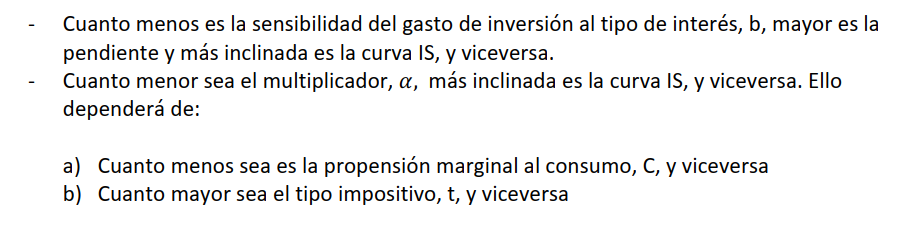 - Cuanto menos es la sensibilidad del gasto de inversión al tipo de interés, b, mayor es la
pendiente y más inclinada es la curva IS, y viceversa.
- Cuanto menor sea el multiplicador, α, más inclinada es la curva IS, y viceversa. Ello
dependerá de:
a) Cuanto menos sea es la propensión marginal al consumo, C, y viceversa
b) Cuanto mayor sea el tipo impositivo, t, y viceversa